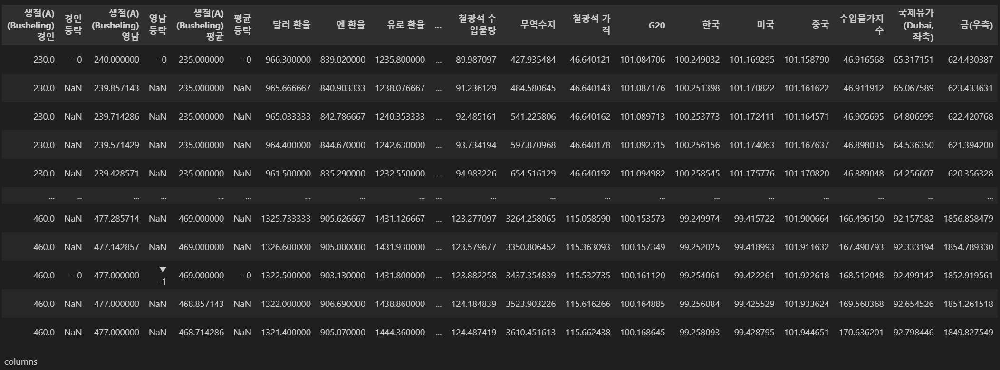 생철(A) (Busheling) 경인 경인 등락 생철(A) (Busheling) 영남 영남 등락 생철(A) (Busheling) 평균 평균 등락 달러 환율 엔 환율 유로 환율 ... 철광석 수입물량 무역수지 철광석 가격 G20 한국 미국 중국 수입물가지수 국제유가 (Dubai, 좌축) 금(우축)
230.0 - 0 240.000000 - 0 235.000000 - 0 966.300000 839.020000 1235.800000 ... 89.987097 427.935484 46.640121 101.084706 100.249032 101.169295 101.158790 46.916568 65.317151 624.430387
230.0 NaN 239.857143 NaN 235.000000 NaN 965.666667 840.903333 1238.076667 ... 91.236129 484.580645 46.640143 101.087176 100.251398 101.170822 101.161622 46.911912 65.067589 623.433631
230.0 NaN 239.714286 NaN 235.000000 NaN 965.033333 842.786667 1240.353333 ... 92.485161 541.225806 46.640162 101.089713 100.253773 101.172411 101.164571 46.905695 64.806999 622.420768
230.0 NaN 239.571429 NaN 235.000000 NaN 964.400000 844.670000 1242.630000 ... 93.734194 597.870968 46.640178 101.092315 100.256156 101.174063 101.167637 46.898035 64.536350 621.394200
230.0 NaN 239.428571 NaN 235.000000 NaN 961.500000 835.290000 1232.550000 ... 94.983226 654.516129 46.640192 101.094982 100.258545 101.175776 101.170820 46.889048 64.256607 620.356328
... ... ... ... ... ... ... ... ... ... ... ... ... ... ... ... ... ... ... ...
460.0 NaN 477.285714 NaN 469.000000 NaN 1325.733333 905.626667 1431.126667 ... 123.277097 3264.258065 115.058590 100.153573 99.249974 99.415722 101.900664 166.496150 92.157582 1856.858479
460.0 NaN 477.142857 NaN 469.000000 NaN 1326.600000 905.000000 1431.930000 ... 123.579677 3350.806452 115.363093 100.157349 99.252025 99.418993 101.911632 167.490793 92.333194 1854.789330
460.0 - 0 477.000000 ▼ -1 469.000000 - 0 1322.500000 903.130000 1431.800000 ... 123.882258 3437.354839 115.532735 100.161120 99.254061 99.422261 101.922618 168.512048 92.499142 1852.919561
460.0 NaN 477.000000 NaN 468.857143 NaN 1322.000000 906.690000 1438.860000 ... 124.184839 3523.903226 115.616266 100.164885 99.256084 99.425529 101.933624 169.560368 92.654526 1851.261518
460.0 NaN 477.000000 NaN 468.714286 NaN 1321.400000 905.070000 1444.360000 ... 124.487419 3610.451613 115.662438 100.168645 99.258093 99.428795 101.944651 170.636201 92.798446 1849.827549
columns